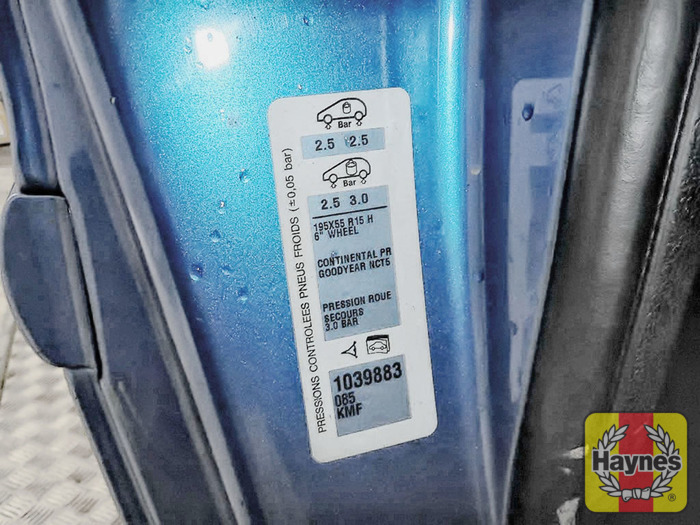 PRESSIONS CONTROLEES PNEUS FROIDS (±0,05 bar)
Bar
2.5 2.5
Bar
2.5 3.0
195X55 R15 H
6" WHEEL
CONTINENTAL PR
GOODYEAR NCT5
PRESSION ROUE
SECOURS
3.0 BAR
1039883
085
KMF
Haynes
®